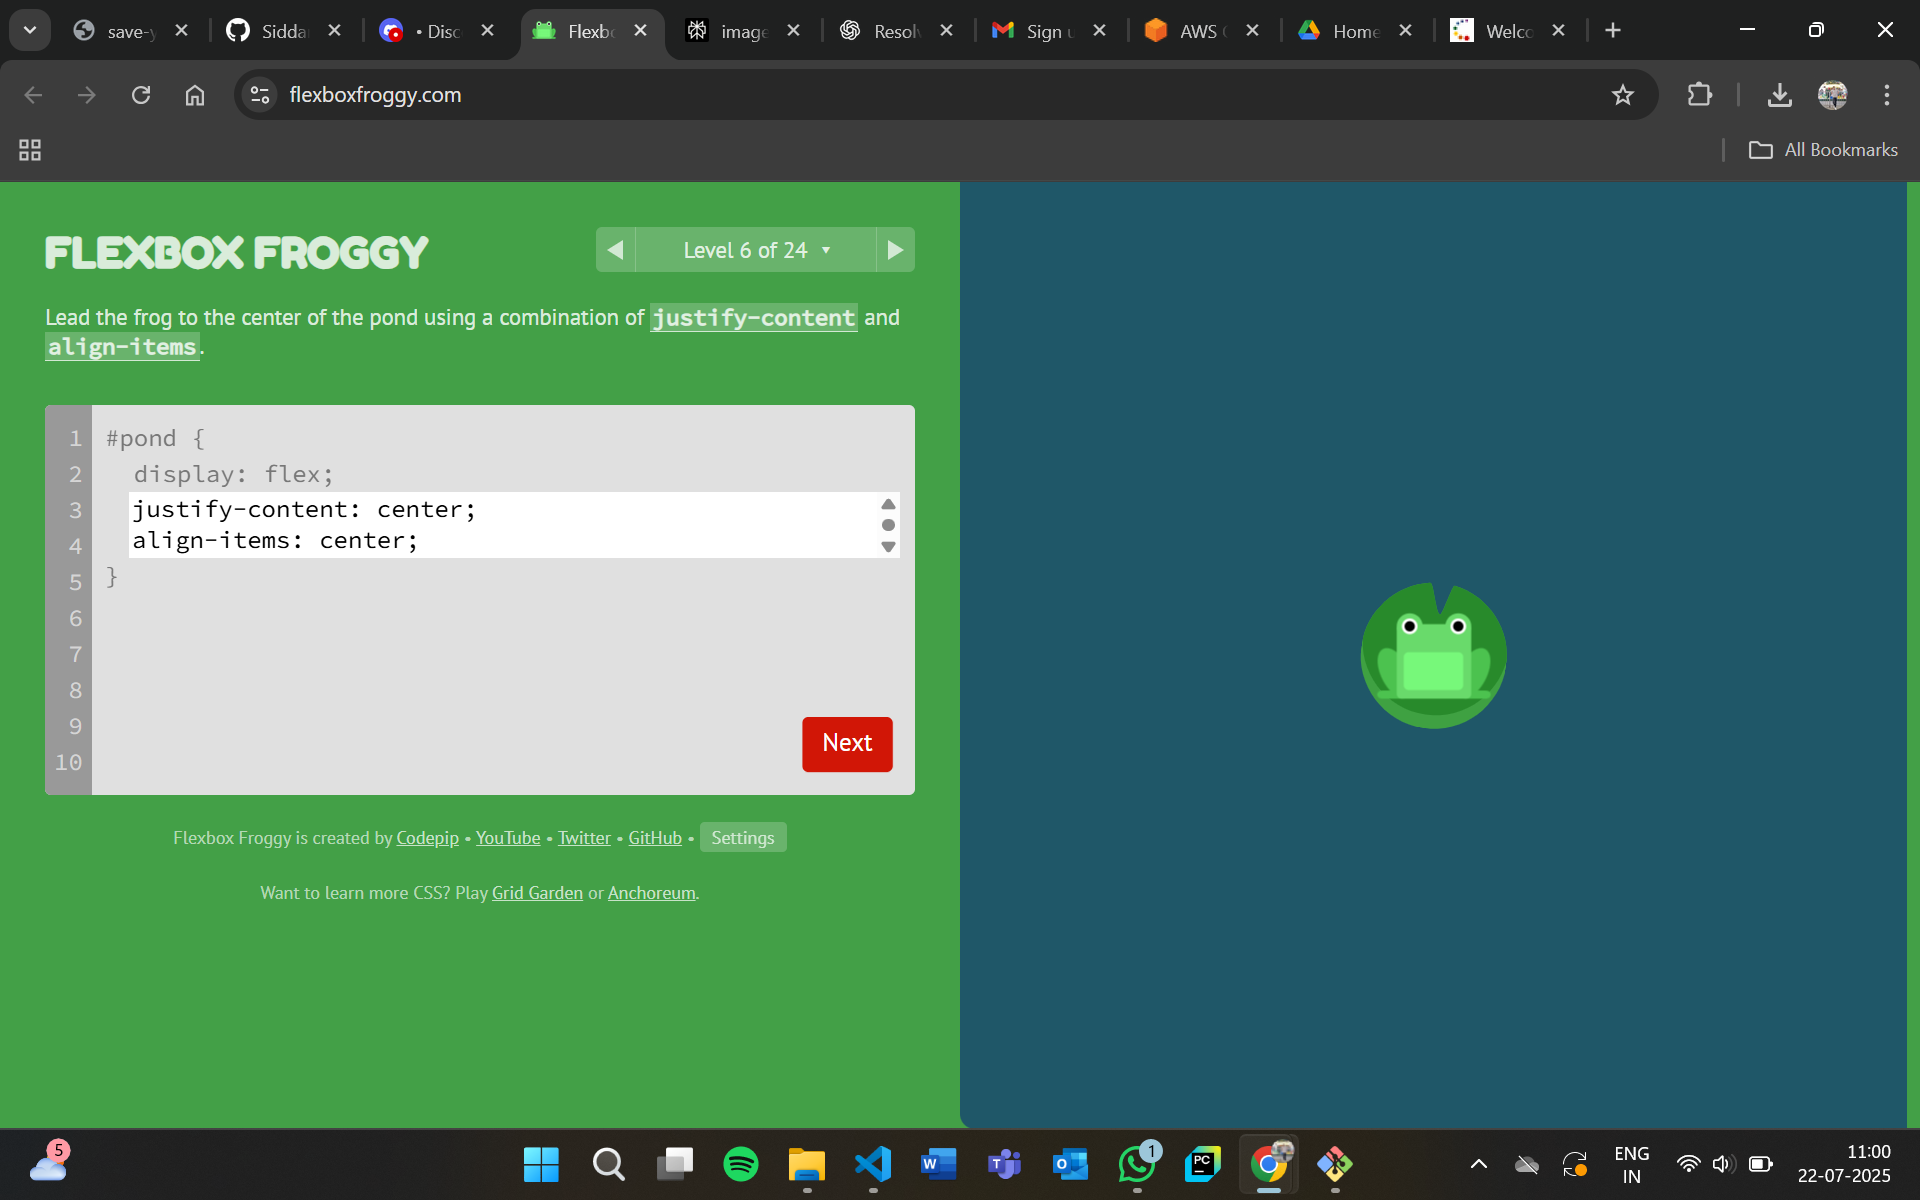 save-y
Sidda
• Disc
Flexbo
image
Resolv
Sign u
AWS
Home
Welco
flexboxfroggy.com
All Bookmarks
FLEXBOX FROGGY
Level 6 of 24 ▼
Lead the frog to the center of the pond using a combination of justify-content and
align-items.
1 #pond {
2 display: flex;
3 justify-content: center;
4 align-items: center;
5 }
6
7
8
9
10
Next
Flexbox Froggy is created by Codepip • YouTube • Twitter • GitHub • Settings
Want to learn more CSS? Play Grid Garden or Anchoreum.
5
W
T
O
1
PC
ENG
IN
11:00
22-07-2025